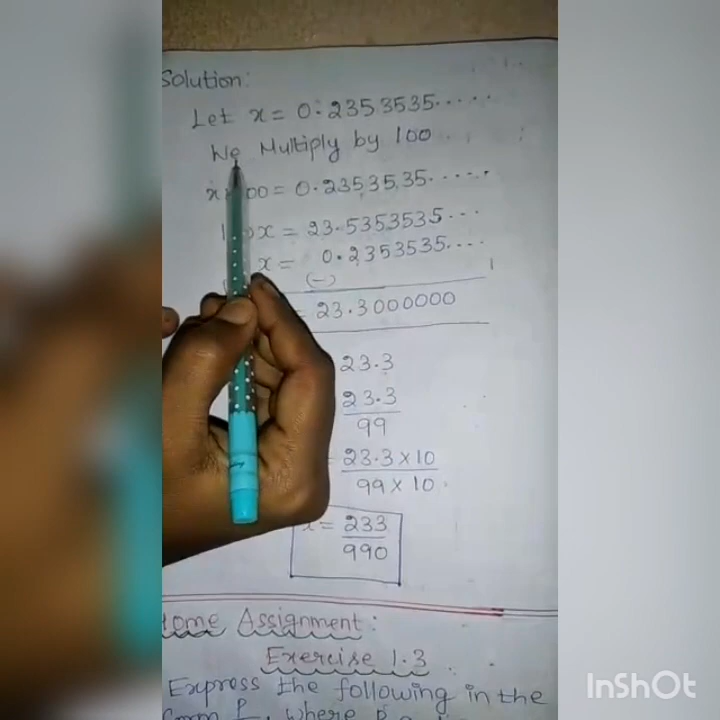 Solution:
Let x = 0.2353535.....
We Multiply by 100
= 0.2353535.....
x = 23.5353535...
x = 0.2353535....
(-)
= 23.3000000
23.3
23.3
99
= 23.3 x 10
99 x 10
x = 233
990
Home Assignment:
Exercise 1.3
Express the following in the
form P, where P
InShOt